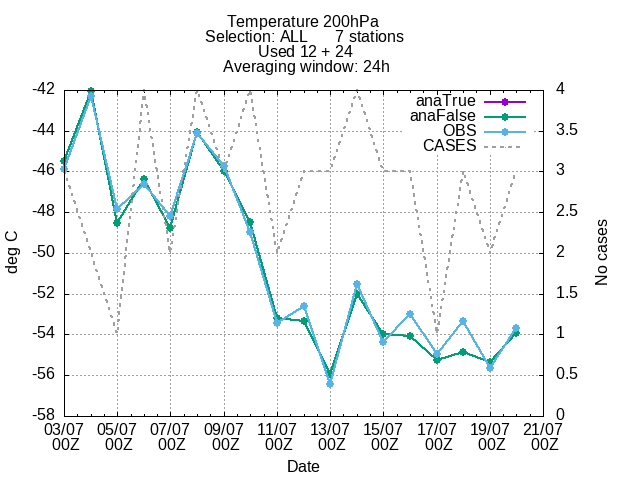 Temperature 200hPa
Selection: ALL 7 stations
Used 12 + 24
Averaging window: 24h
-42 4
anaTrue
anaFalse
-44 OBS 3.5
CASES
-46 3
-48 2.5
deg C
-50 2
No cases
-52 1.5
-54 1
-56 0.5
-58 0
03/07 05/07 07/07 09/07 11/07 13/07 15/07 17/07 19/07 21/07
00Z 00Z 00Z 00Z 00Z 00Z 00Z 00Z 00Z 00Z
Date